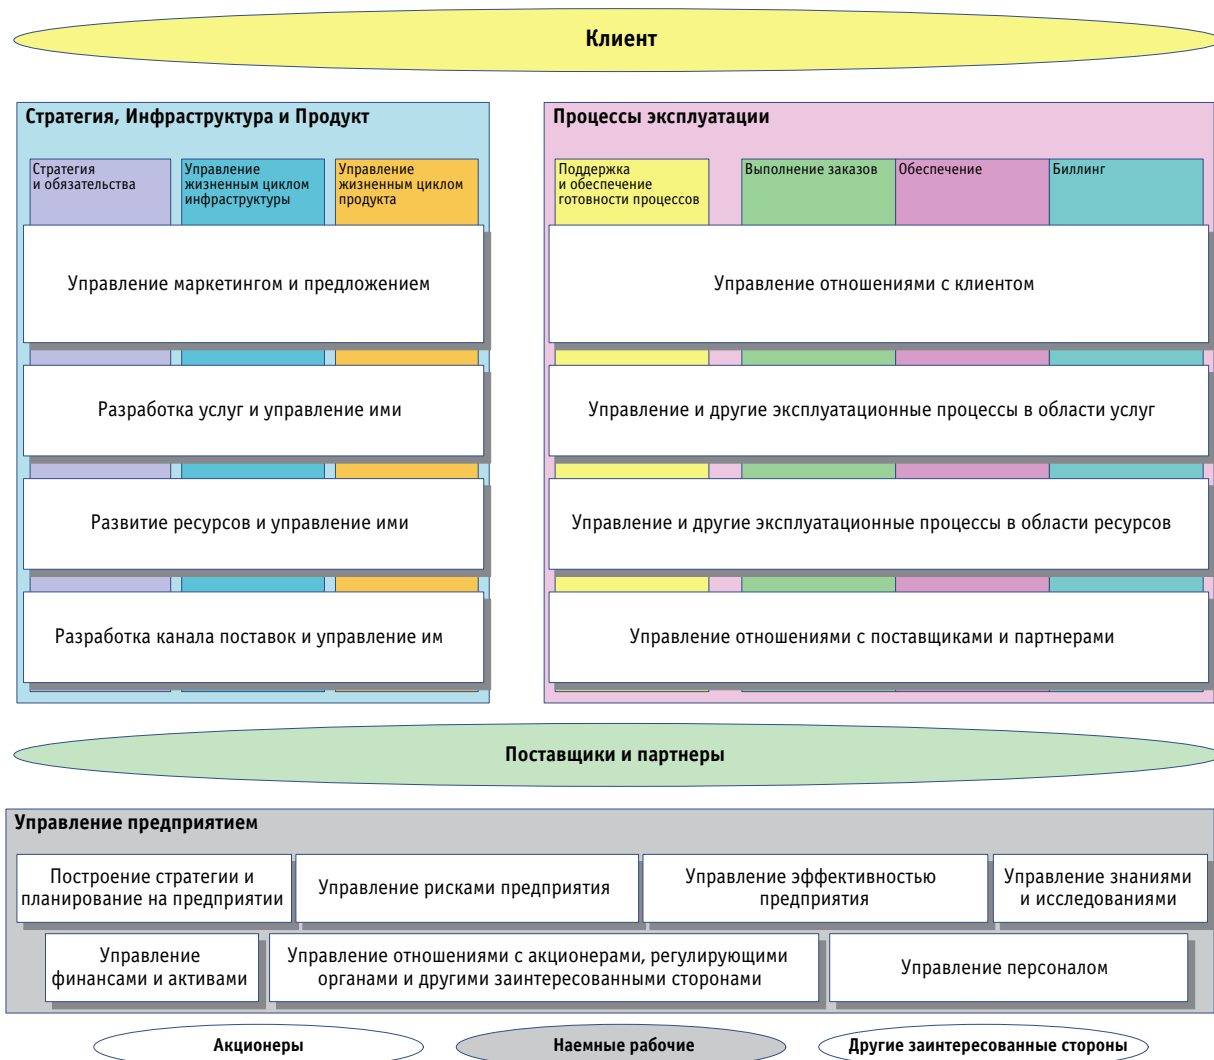 Клиент
Стратегия, Инфраструктура и Продукт
Стратегия
и обязательства
Управление
жизненным циклом
инфраструктуры
Управление
жизненным циклом
продукта
Управление маркетингом и предложением
Разработка услуг и управление ими
Развитие ресурсов и управление ими
Разработка канала поставок и управление им
Процессы эксплуатации
Поддержка
и обеспечение
готовности процессов
Выполнение заказов
Обеспечение
Биллинг
Управление отношениями с клиентом
Управление и другие эксплуатационные процессы в области услуг
Управление и другие эксплуатационные процессы в области ресурсов
Управление отношениями с поставщиками и партнерами
Поставщики и партнеры
Управление предприятием
Построение стратегии и
планирование на предприятии
Управление рисками предприятия
Управление эффективностью
предприятия
Управление знаниями
и исследованиями
Управление
финансами и активами
Управление отношениями с акционерами, регулирующими
органами и другими заинтересованными сторонами
Управление персоналом
Акционеры
Наемные рабочие
Другие заинтересованные стороны